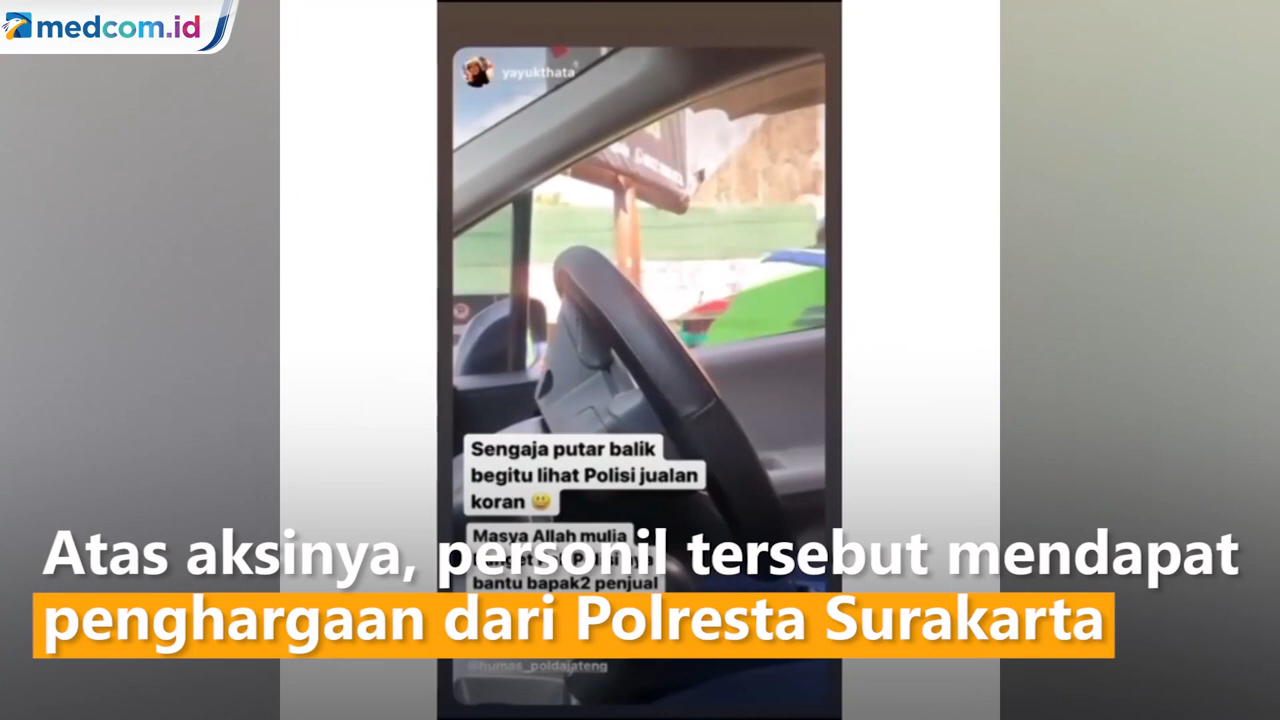 medcom.id
yayukthata
Sengaja putar balik
begitu lihat Polisi jualan
koran 😃
Masya Allah mulia
bantu bapak2 penjual
Atas aksinya, personil tersebut mendapat
penghargaan dari Polresta Surakarta
@humas_poldajateng